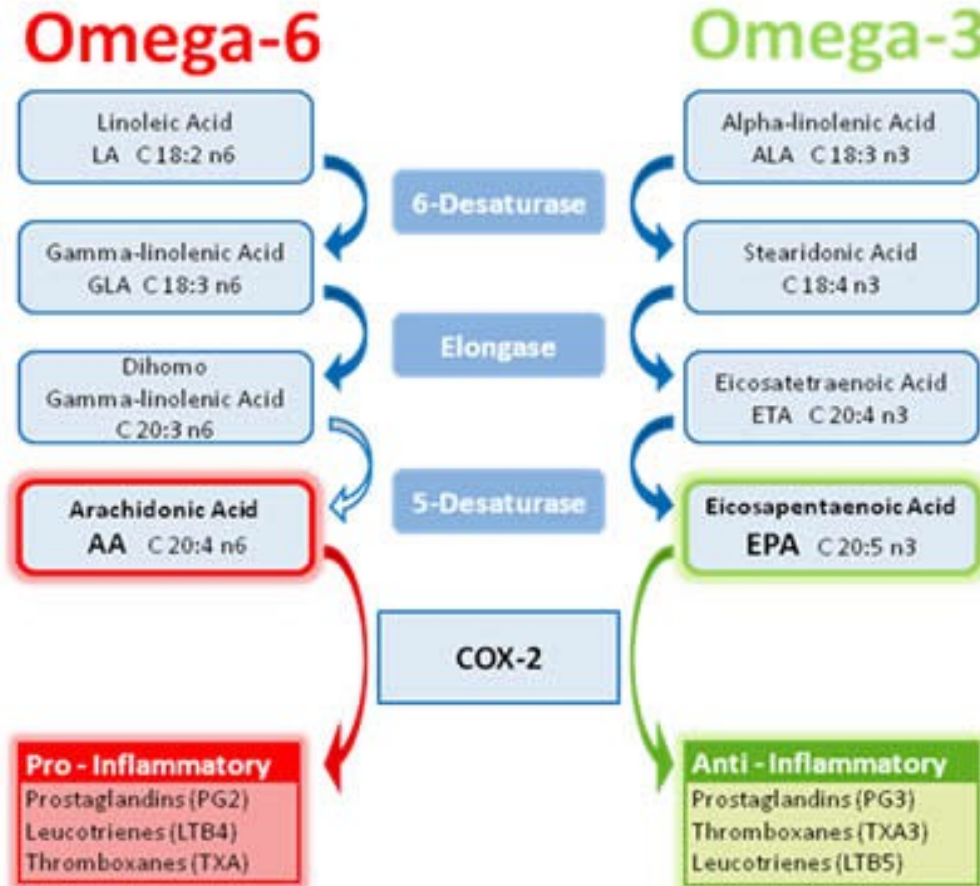 Omega-6
Linoleic Acid
LA C 18:2 n6
Gamma-linolenic Acid
GLA C 18:3 n6
Dihomo
Gamma-linolenic Acid
C 20:3 n6
Arachidonic Acid
AA C 20:4 n6
Pro - Inflammatory
Prostaglandins (PG2)
Leucotrienes (LTB4)
Thromboxanes (TXA)
6-Desaturase
Elongase
5-Desaturase
COX-2
Omega-3
Alpha-linolenic Acid
ALA C 18:3 n3
Stearidonic Acid
C 18:4 n3
Eicosatetraenoic Acid
ETA C 20:4 n3
Eicosapentaenoic Acid
EPA C 20:5 n3
Anti - Inflammatory
Prostaglandins (PG3)
Thromboxanes (TXA3)
Leucotrienes (LTB5)